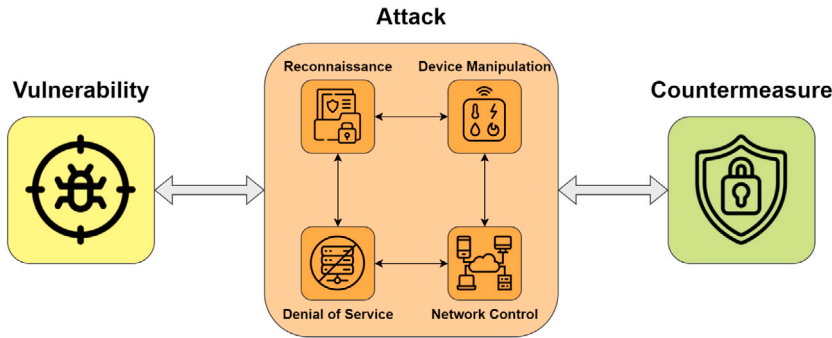 Attack
Vulnerability
Reconnaissance
Device Manipulation
Countermeasure
Denial of Service
Network Control